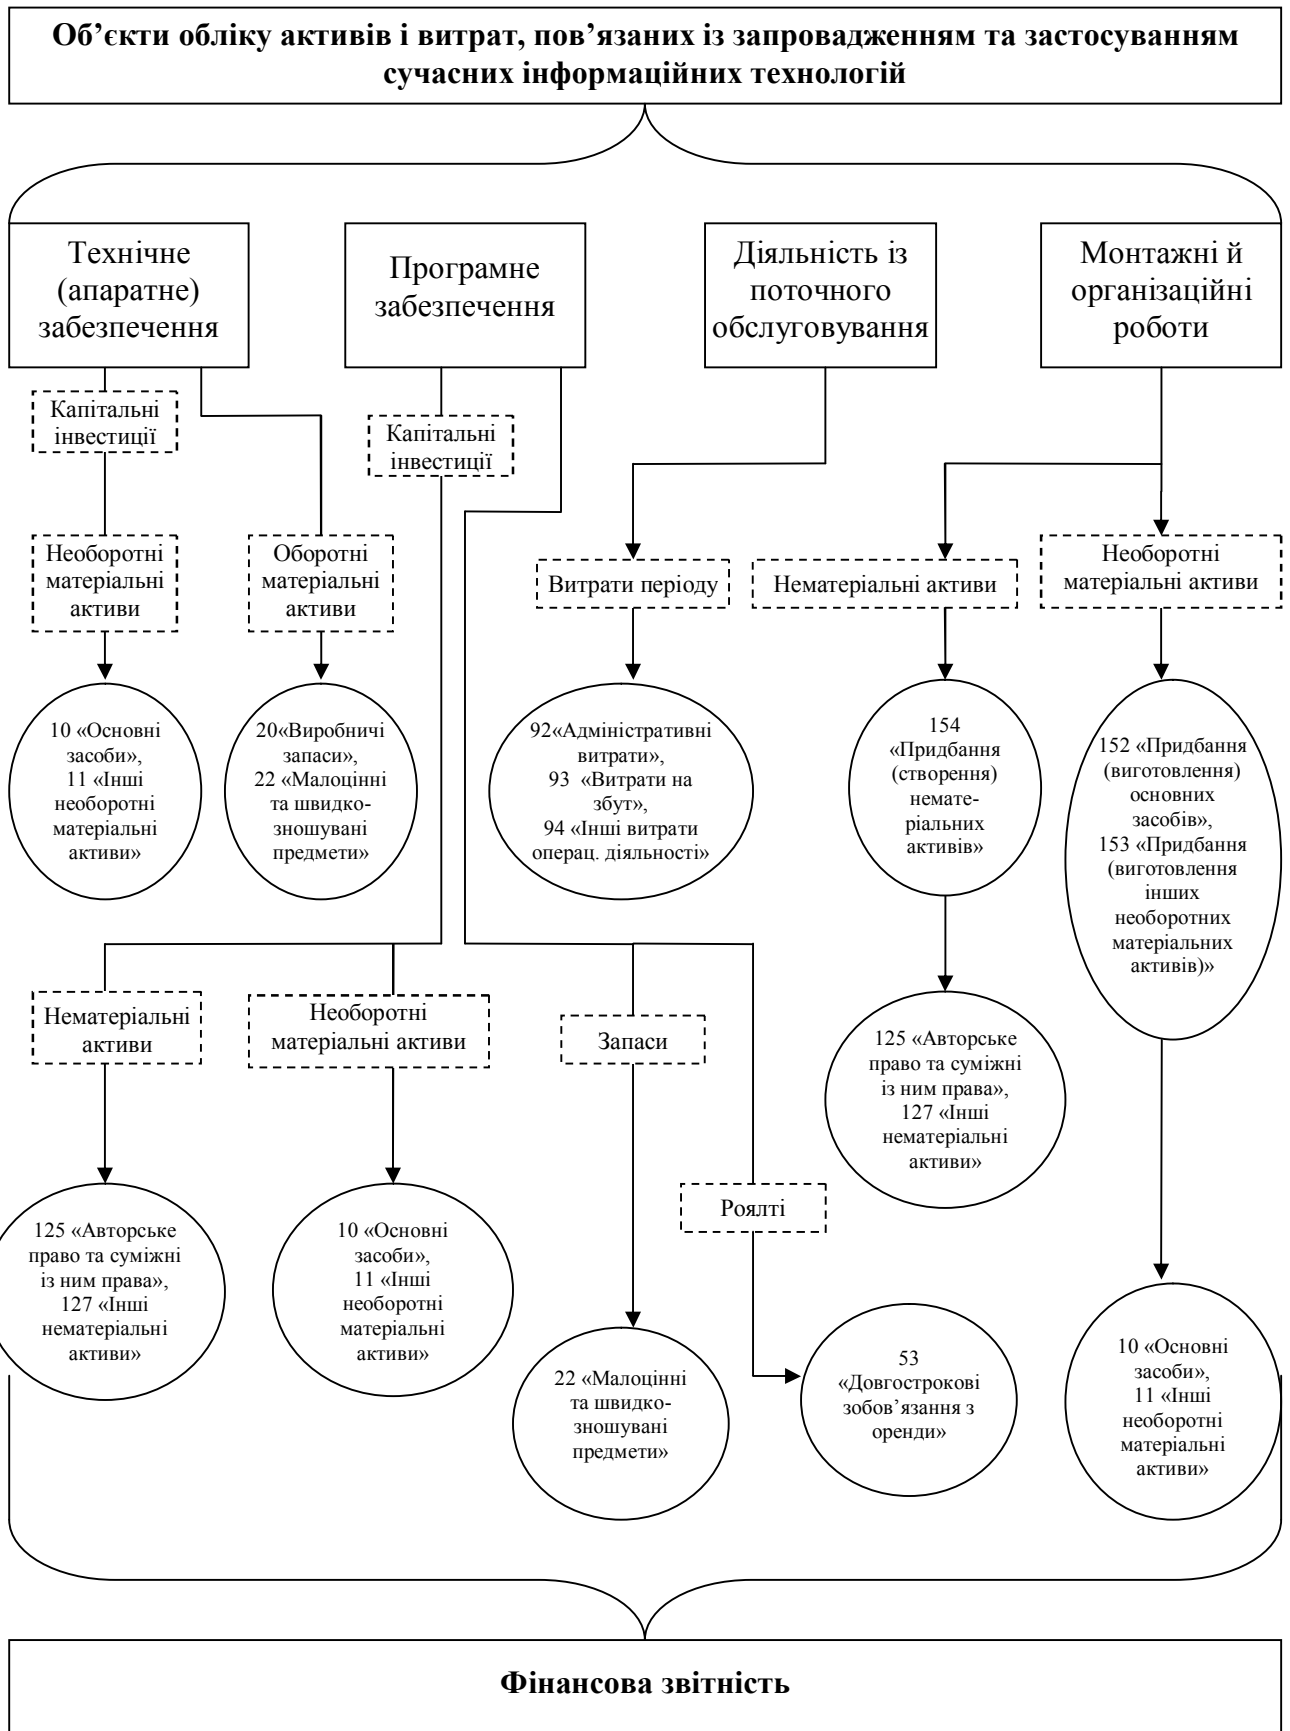 Об’єкти обліку активів і витрат, пов’язаних із запровадженням та застосуванням
сучасних інформаційних технологій
Технічне
(апаратне)
забезпечення
Програмне
забезпечення
Діяльність із
поточного
обслуговування
Монтажні й
організаційні
роботи
Капітальні
інвестиції
Капітальні
інвестиції
Необоротні
матеріальні
активи
Оборотні
матеріальні
активи
Витрати періоду
Нематеріальні активи
Необоротні
матеріальні активи
10 «Основні
засоби»,
11 «Інші
необоротні
матеріальні
активи»
20«Виробничі
запаси»,
22 «Малоцінні
та швидко-
зношувані
предмети»
92«Адміністративні
витрати»,
93 «Витрати на
збут»,
94 «Інші витрати
операц. діяльності»
154
«Придбання
(створення)
немате-
ріальних
активів»
152 «Придбання
(виготовлення)
основних
засобів»,
153 «Придбання
(виготовлення
інших
необоротних
матеріальних
активів)»
Нематеріальні
активи
Необоротні
матеріальні активи
Запаси
125 «Авторське
право та суміжні
із ним права»,
127 «Інші
нематеріальні
активи»
Роялті
125 «Авторське
право та суміжні
із ним права»,
127 «Інші
нематеріальні
активи»
10 «Основні
засоби»,
11 «Інші
необоротні
матеріальні
активи»
22 «Малоцінні
та швидко-
зношувані
предмети»
53
«Довгострокові
зобов’язання з
оренди»
10 «Основні
засоби»,
11 «Інші
необоротні
матеріальні
активи»
Фінансова звітність